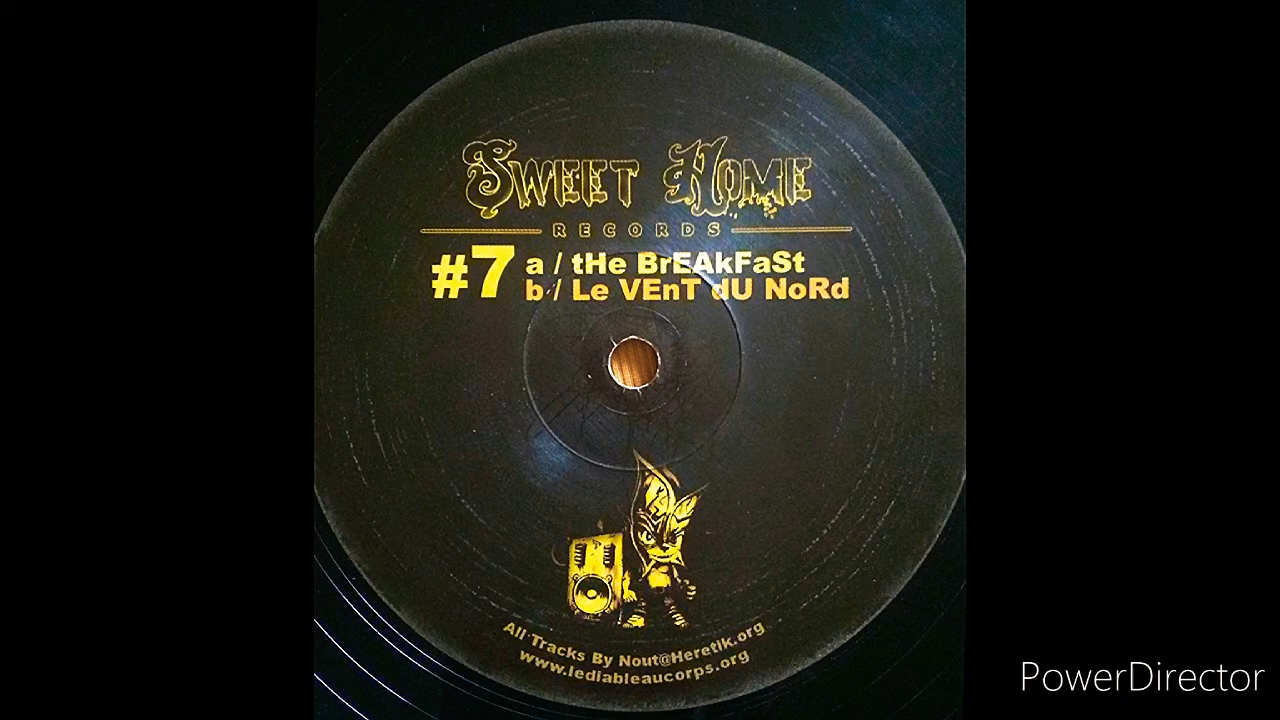 Sweet Home
RECORDS
#7 a / tHe BrEAkFaSt
b / Le VEnT dU NoRd
All Tracks By Nout@Heretik.org
www.lediableaucorps.org
PowerDirector